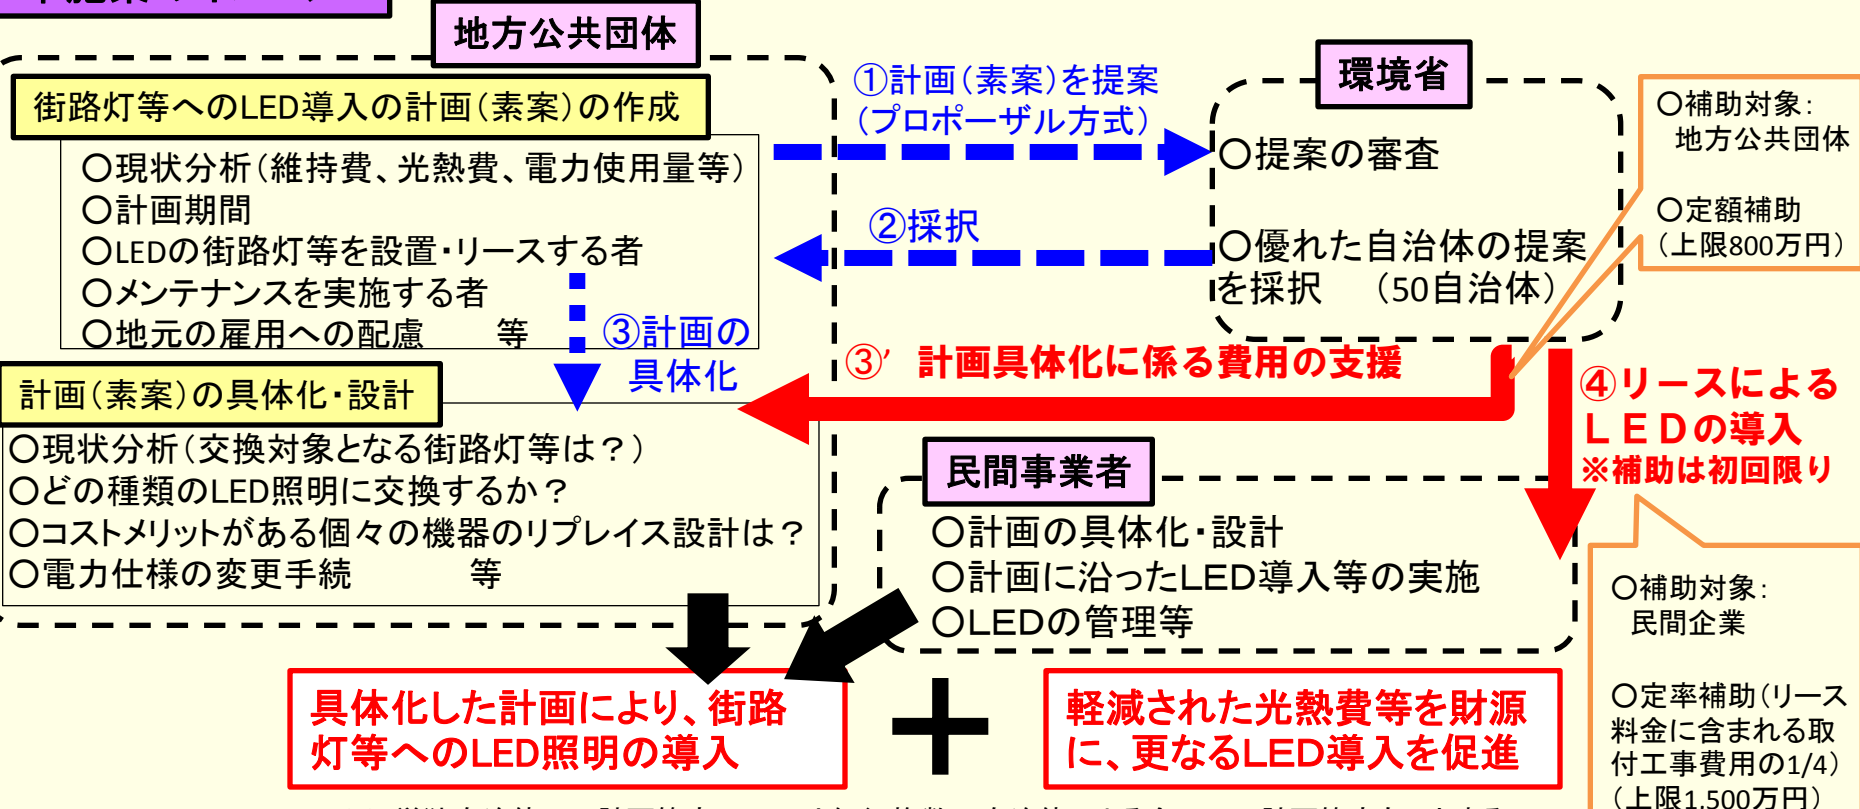 地方公共団体
街路灯等へのLED導入の計画(素案)の作成
○現状分析(維持費、光熱費、電力使用量等)
○計画期間
○LEDの街路灯等を設置・リースする者
○メンテナンスを実施する者
○地元の雇用への配慮　　等
③計画の
具体化
計画(素案)の具体化・設計
○現状分析(交換対象となる街路灯等は？)
○どの種類のLED照明に交換するか？
○コストメリットがある個々の機器のリプレイス設計は？
○電力仕様の変更手続　　　等
①計画(素案)を提案
(プロポーザル方式)
②採択
環境省
○提案の審査
○優れた自治体の提案
を採択　(50自治体)
○補助対象：
地方公共団体
○定額補助
(上限800万円)
③’　計画具体化に係る費用の支援
④リースによる
ＬＥＤの導入
※補助は初回限り
民間事業者
○計画の具体化・設計
○計画に沿ったLED導入等の実施
○LEDの管理等
○補助対象：
民間企業
○定率補助(リース
料金に含まれる取
付工事費用の1/4)
(上限1,500万円)
具体化した計画により、街路
灯等へのLED照明の導入
＋
軽減された光熱費等を財源
に、更なるLED導入を促進